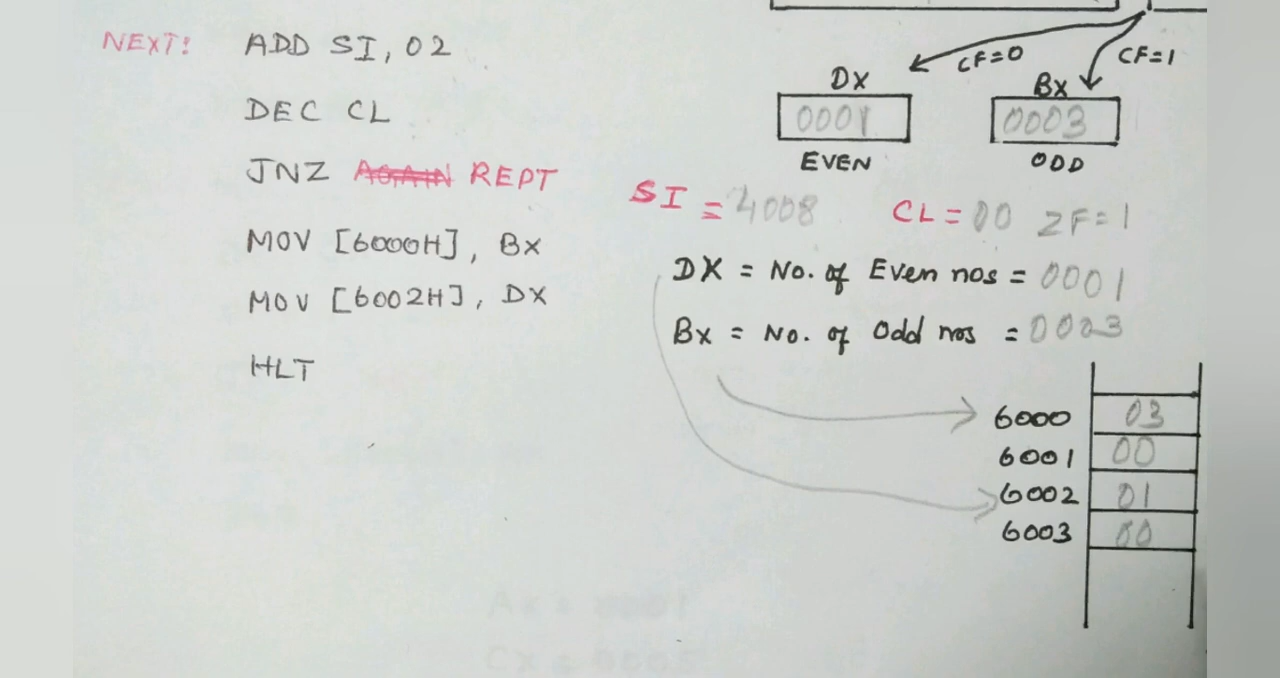 NEXT: ADD SI, 02
DEC CL
JNZ AGAIN REPT
MOV [6000H], BX
MOV [6002H], DX
HLT
CF=0
CF=1
DX
0001
EVEN
BX
0003
ODD
SI = 4008
CL = 00 ZF=1
DX = No. of Even nos = 0001
BX = No. of Odd nos = 0003
6000 03
6001 00
6002 01
6003 00